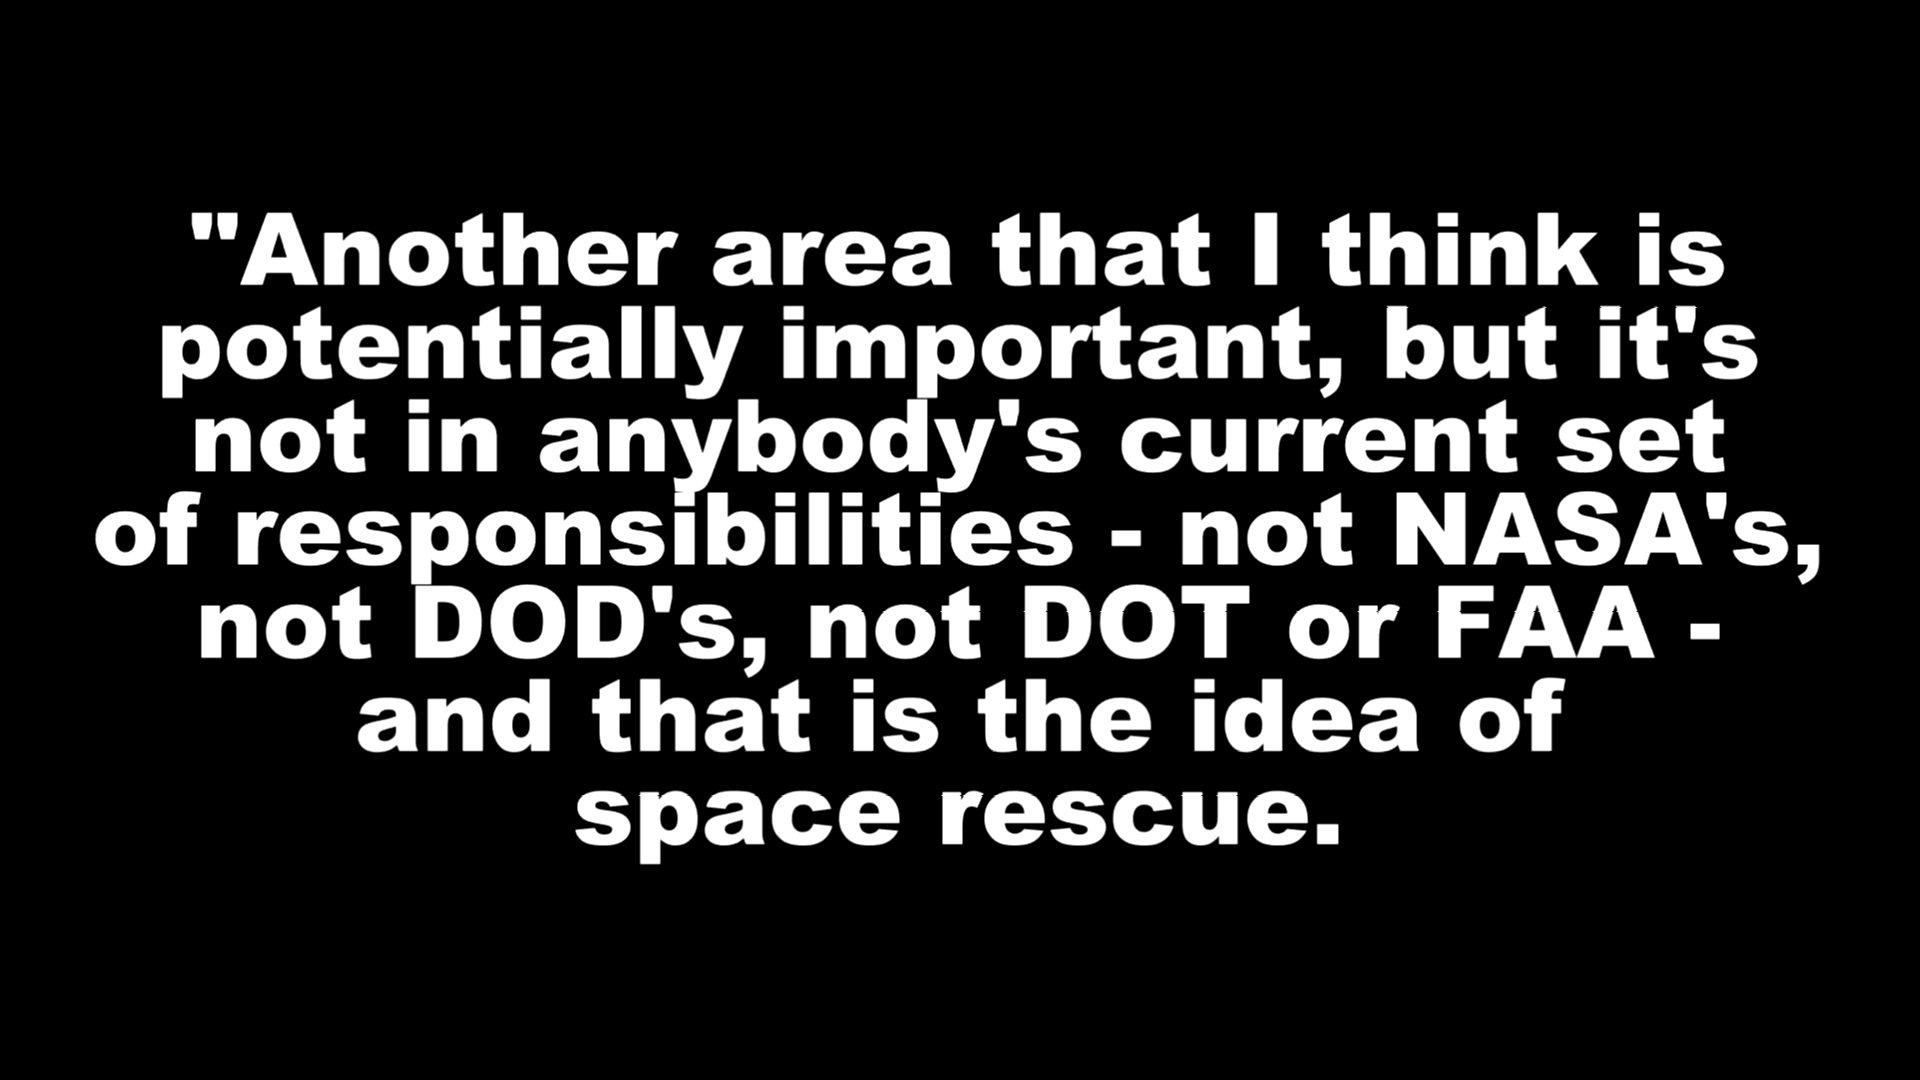 "Another area that I think is
potentially important, but it's
not in anybody's current set
of responsibilities - not NASA's,
not DOD's, not DOT or FAA -
and that is the idea of
space rescue.